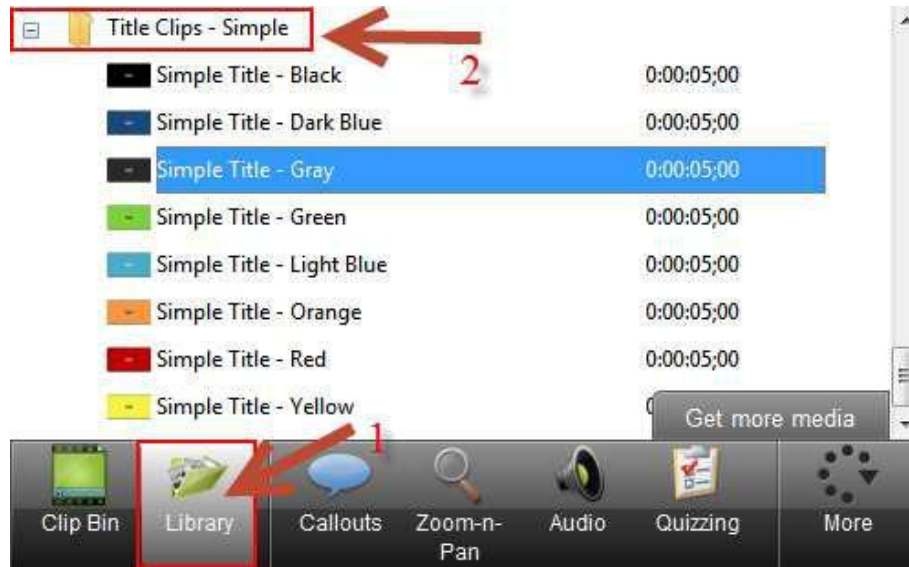 Title Clips - Simple
2
Simple Title - Black 0:00:05;00
Simple Title - Dark Blue 0:00:05;00
Simple Title - Gray 0:00:05;00
Simple Title - Green 0:00:05;00
Simple Title - Light Blue 0:00:05;00
Simple Title - Orange 0:00:05;00
Simple Title - Red 0:00:05;00
Simple Title - Yellow
Get more media
1
Clip Bin Library Callouts Zoom-n- Audio Quizzing More
Pan